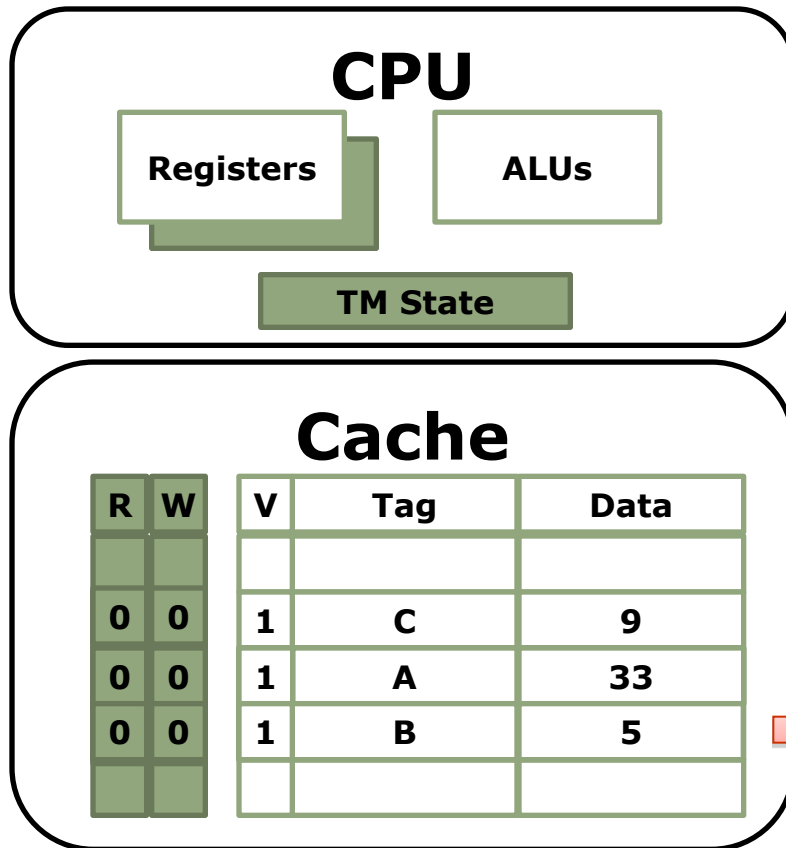 CPU
Registers ALUs
TM State
Cache
R W V Tag Data
0 0 1 C 9
0 0 1 A 33
0 0 1 B 5